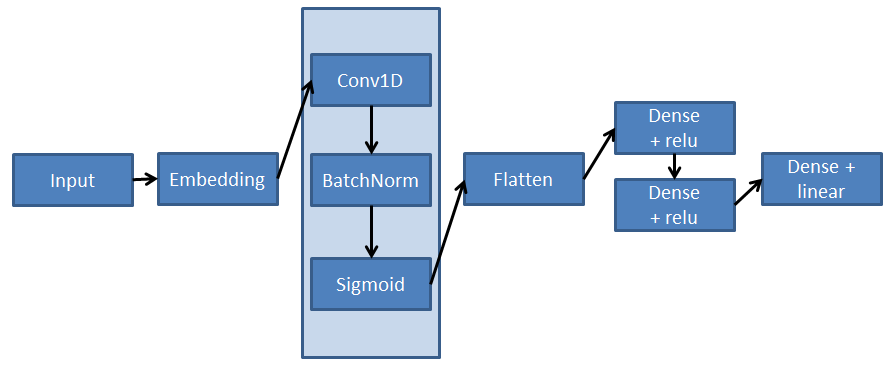 Input
Embedding
Conv1D
BatchNorm
Sigmoid
Flatten
Dense
+ relu
Dense
+ relu
Dense +
linear